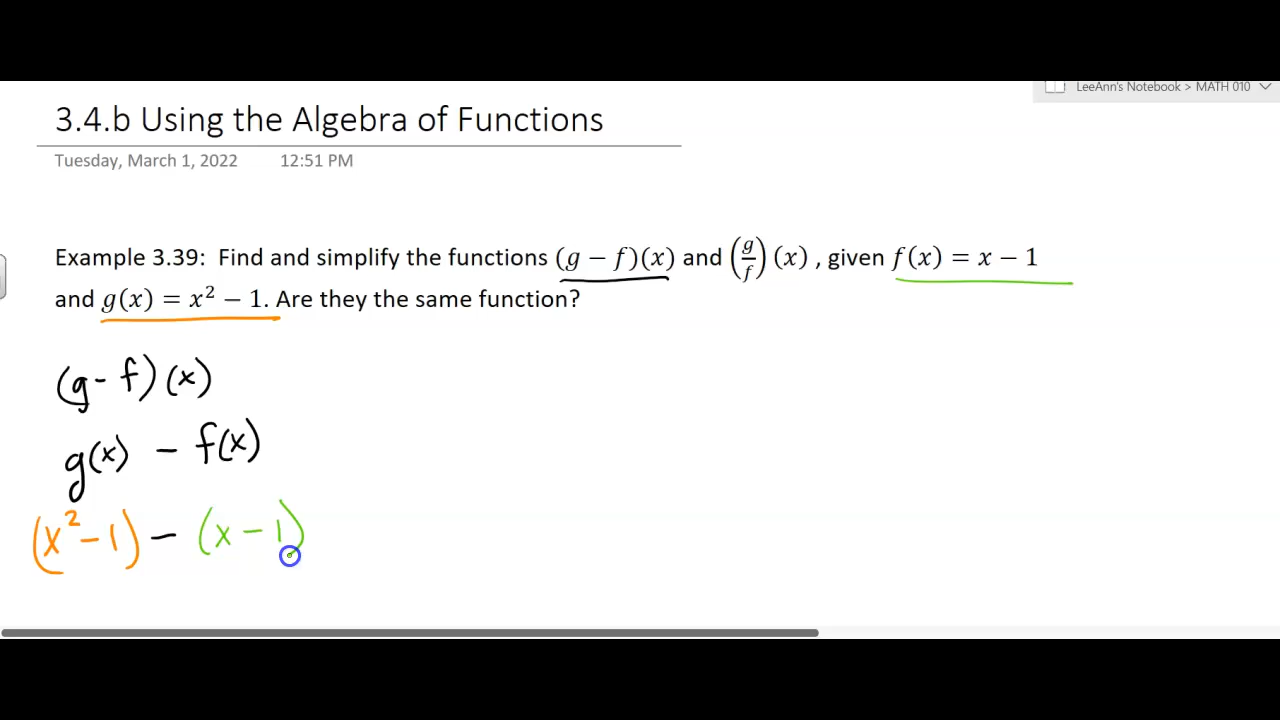 LeeAnn's Notebook > MATH 010
3.4.b Using the Algebra of Functions
Tuesday, March 1, 2022 12:51 PM
Example 3.39: Find and simplify the functions (g − f)(x) and (g/f)(x), given f(x) = x − 1
and g(x) = x² − 1. Are they the same function?
(g - f)(x)
g(x) - f(x)
(x² - 1) - (x - 1)